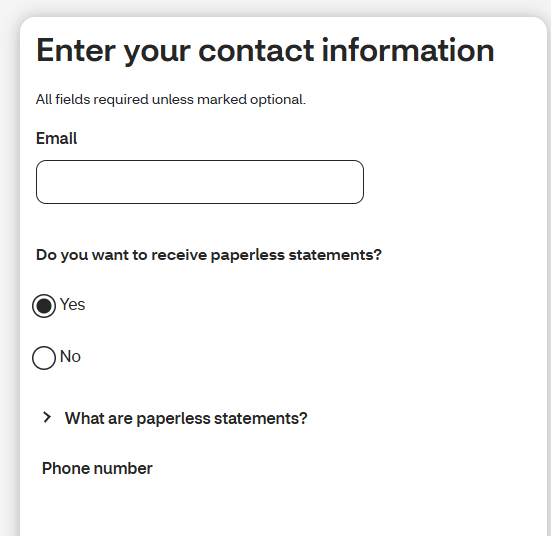 Enter your contact information
All fields required unless marked optional.
Email
Do you want to receive paperless statements?
Yes
No
What are paperless statements?
Phone number